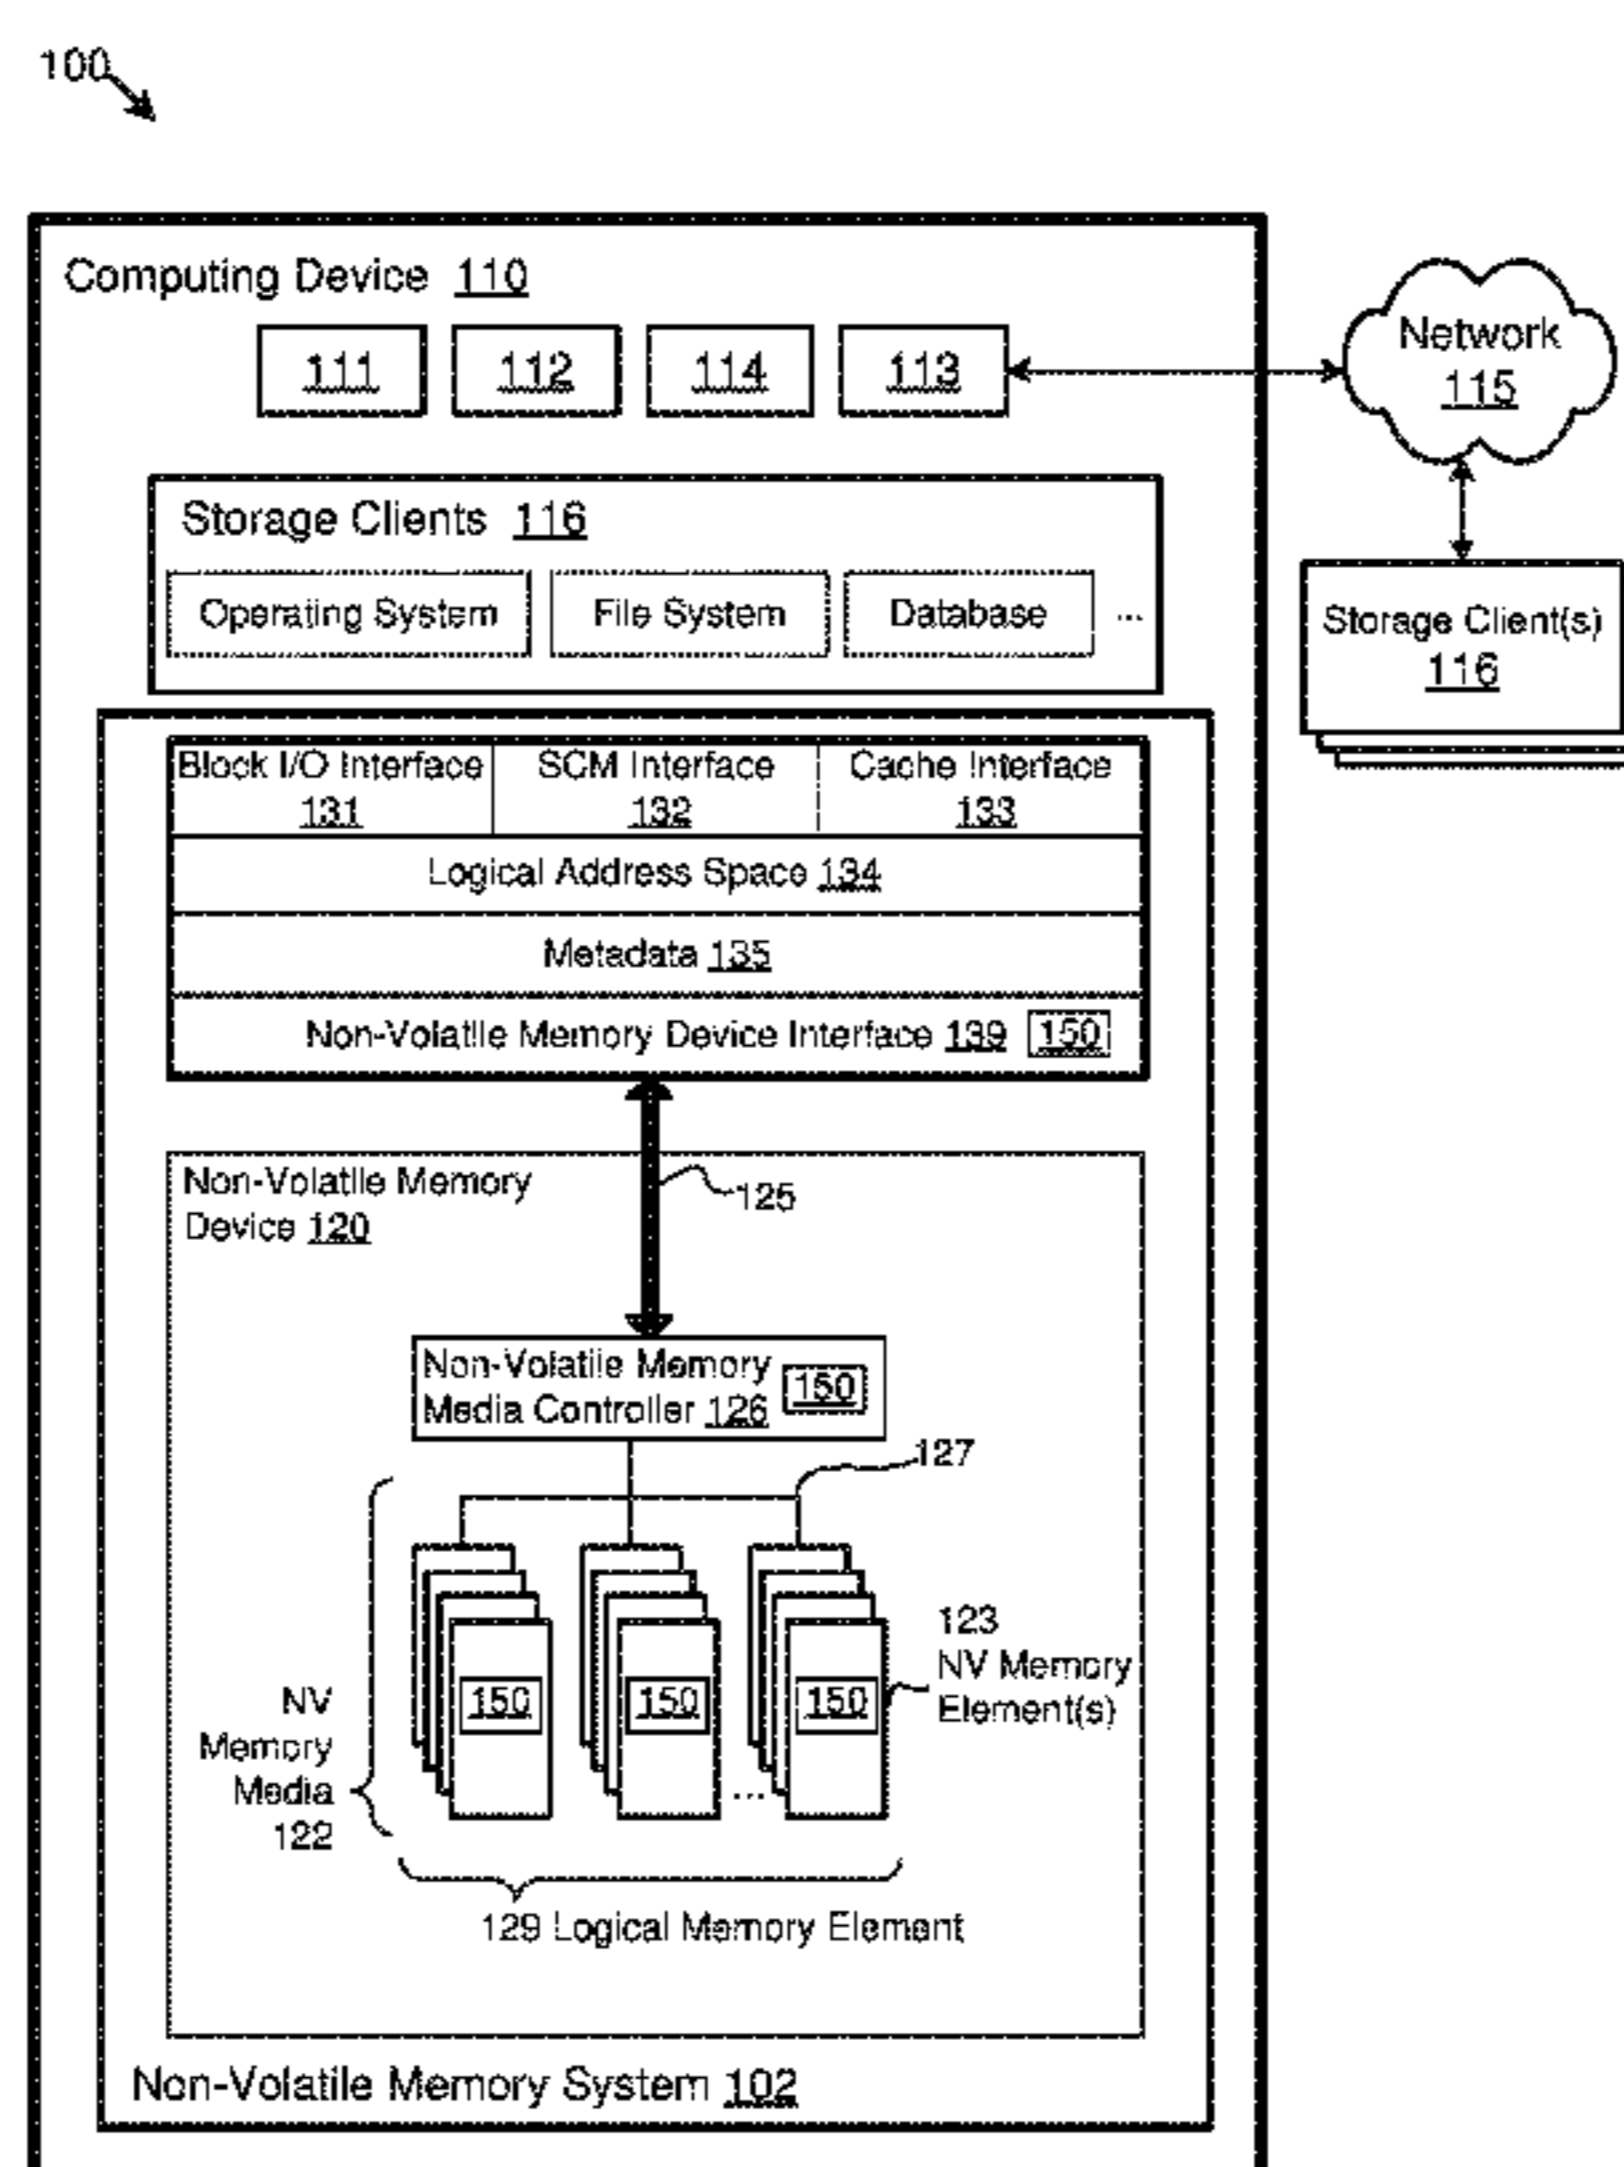 100
Computing Device 110
111 112 114 113
Network
115
Storage Clients 116
Operating System File System Database ...
Storage Client(s)
116
Block I/O Interface
131
SCM Interface
132
Cache Interface
133
Logical Address Space 134
Metadata 135
Non-Volatile Memory Device Interface 139 150
Non-Volatile Memory
Device 120
125
Non-Volatile Memory
Media Controller 126
150
127
123
NV Memory
Element(s)
150 150 150
...
NV
Memory
Media
122
129 Logical Memory Element
Non-Volatile Memory System 102